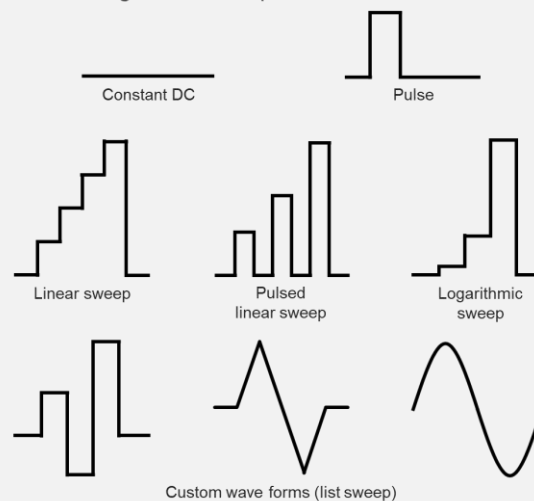 Constant DC
Pulse
Linear sweep
Pulsed
linear sweep
Logarithmic
sweep
Custom wave forms (list sweep)